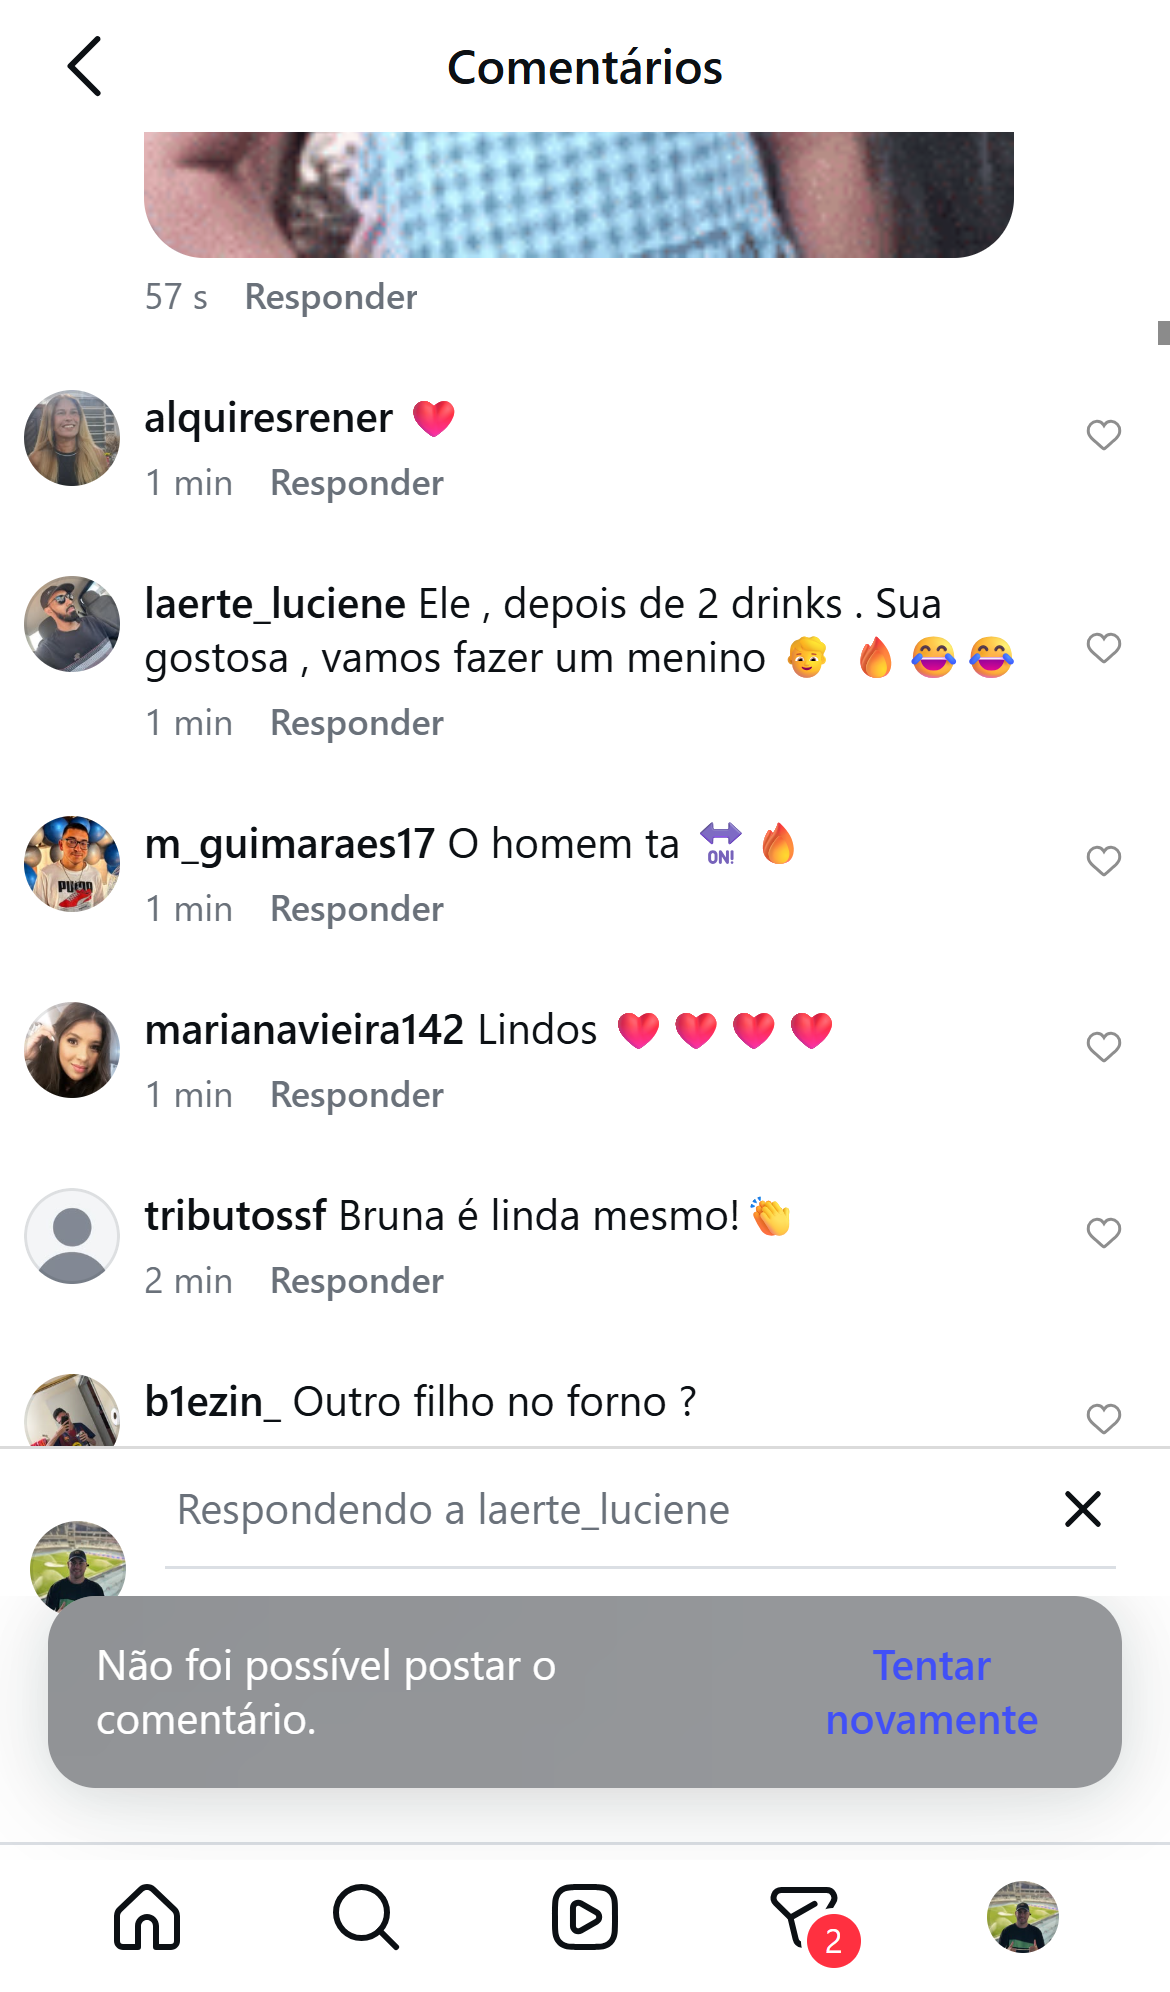 Comentários
57 s Responder
alquiresrener ❤️
1 min Responder
laerte_luciene Ele , depois de 2 drinks . Sua
gostosa , vamos fazer um menino 👦 🔥😂😂
1 min Responder
m_guimaraes17 O homem ta 🔛🔥
1 min Responder
marianavieira142 Lindos ❤️❤️❤️❤️
1 min Responder
tributossf Bruna é linda mesmo!👏
2 min Responder
b1ezin_ Outro filho no forno ?
Respondendo a laerte_luciene
Não foi possível postar o
comentário.
Tentar
novamente
2